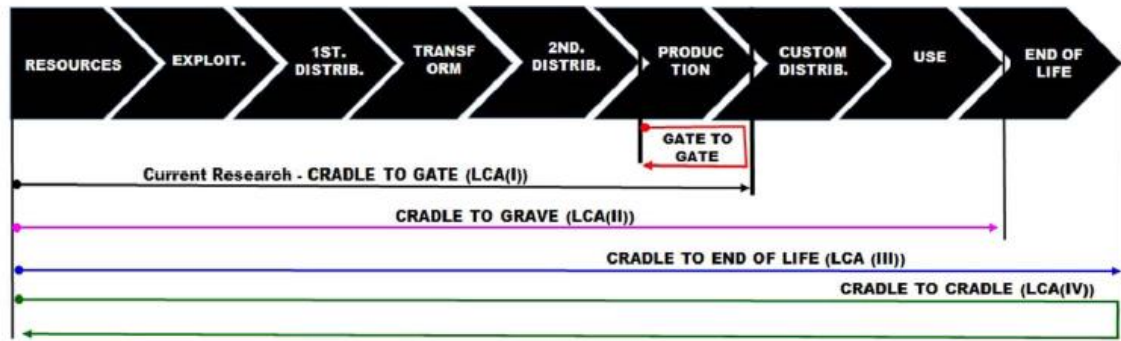 RESOURCES
EXPLOIT.
1ST.
DISTRIB.
TRANSF
ORM
2ND.
DISTRIB.
PRODUC
TION
CUSTOM
DISTRIB.
USE
END OF
LIFE
GATE TO
GATE
Current Research - CRADLE TO GATE (LCA(I))
CRADLE TO GRAVE (LCA(II))
CRADLE TO END OF LIFE (LCA (III))
CRADLE TO CRADLE (LCA(IV))